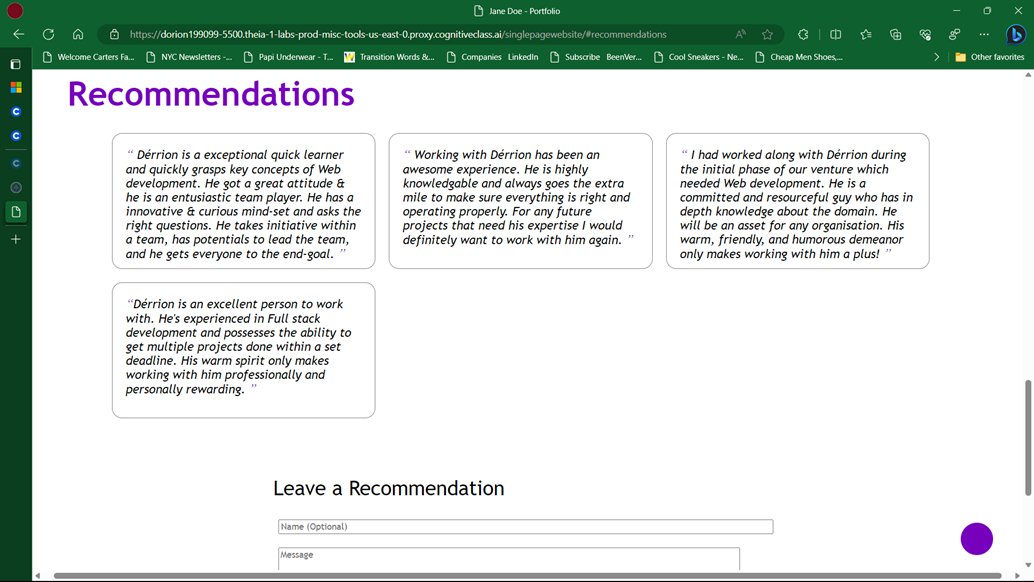 Jane Doe - Portfolio
https://dorion199099-5500.theia-1-labs-prod-misc-tools-us-east-0.proxy.cognitiveclass.ai/singlepagewebsite/#recommendations
Welcome Carters Fa... NYC Newsletters -... Papi Underwear - T... Transition Words &... Companies LinkedIn Subscribe BeenVer... Cool Sneakers - Ne... Cheap Men Shoes,... Other favorites
Recommendations
“ Dérrion is a exceptional quick learner
and quickly grasps key concepts of Web
development. He got a great attitude &
he is an entusiastic team player. He has a
innovative & curious mind-set and asks the
right questions. He takes initiative within
a team, has potentials to lead the team,
and he gets everyone to the end-goal. ”
“ Working with Dérrion has been an
awesome experience. He is highly
knowledgable and always goes the extra
mile to make sure everything is right and
operating properly. For any future
projects that need his expertise I would
definitely want to work with him again. ”
“ I had worked along with Dérrion during
the initial phase of our venture which
needed Web development. He is a
committed and resourceful guy who has in
depth knowledge about the domain. He
will be an asset for any organisation. His
warm, friendly, and humorous demeanor
only makes working with him a plus! ”
“Dérrion is an excellent person to work
with. He's experienced in Full stack
development and possesses the ability to
get multiple projects done within a set
deadline. His warm spirit only makes
working with him professionally and
personally rewarding. ”
Leave a Recommendation
Name (Optional)
Message